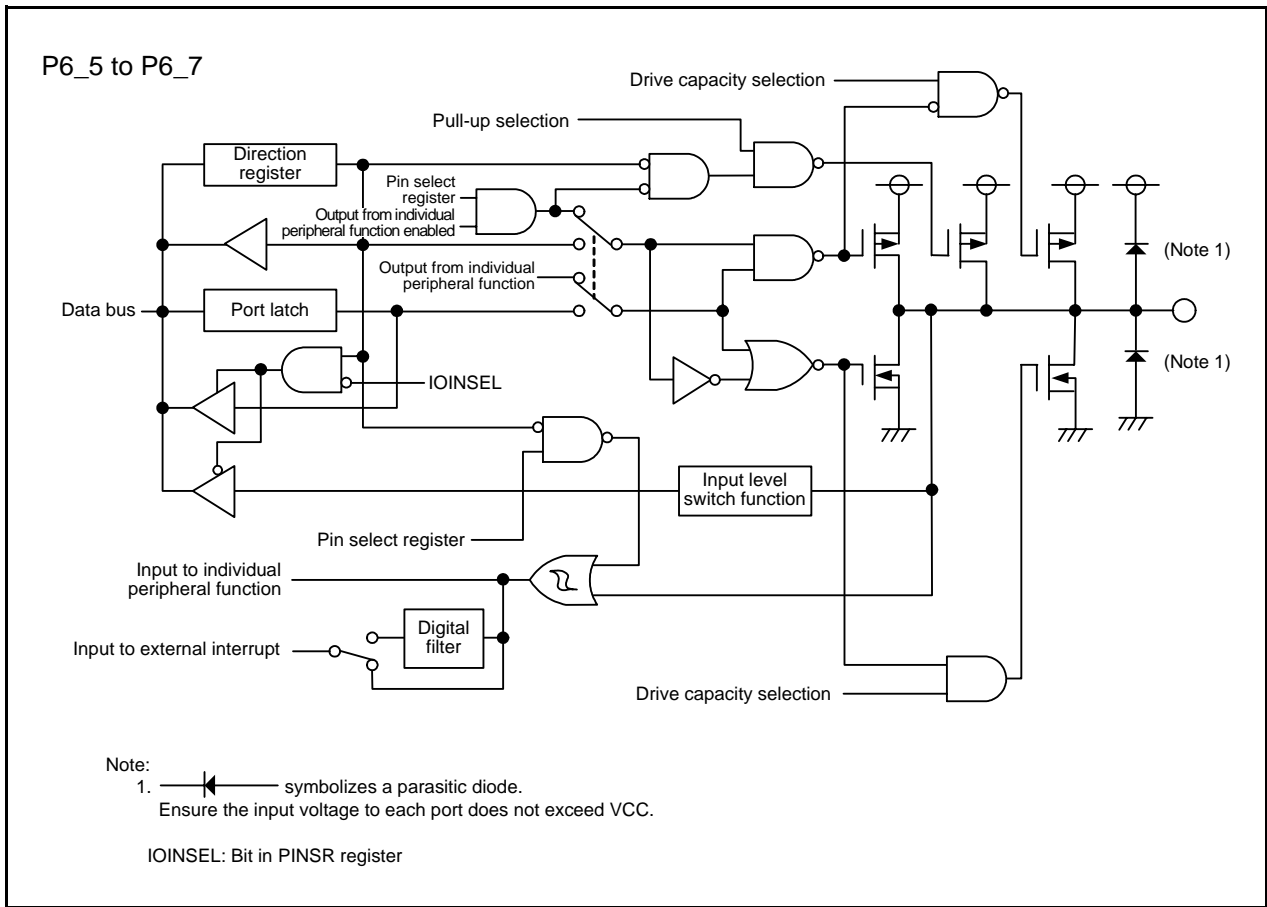 P6_5 to P6_7
Drive capacity selection
Pull-up selection
Direction
register
Pin select
register
Output from individual
peripheral function enabled
(Note 1)
Output from individual
peripheral function
Data bus
Port latch
(Note 1)
IOINSEL
Input level
switch function
Pin select register
Input to individual
peripheral function
Digital
filter
Input to external interrupt
Drive capacity selection
Note:
1. symbolizes a parasitic diode.
Ensure the input voltage to each port does not exceed VCC.
IOINSEL: Bit in PINSR register